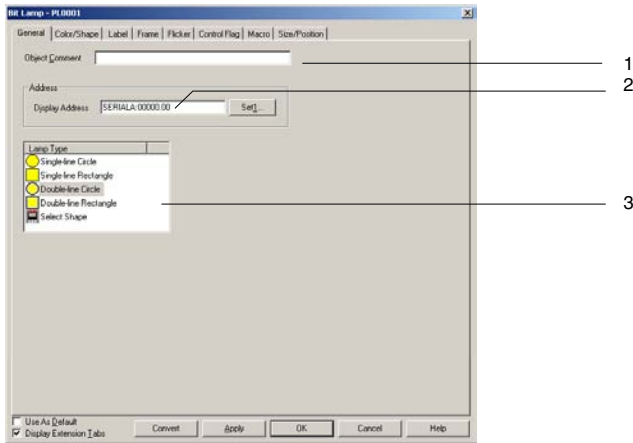 Bit Lamp - PL0001
General Color/Shape Label Frame Flicker Control Flag Macro Size/Position
Object Comment
1
Address
2
Display Address SERIALA:00000.00 Set1...
Lamp Type
Single-line Circle
Single-line Rectangle
Double-line Circle
Double-line Rectangle
3
Select Shape
Use As Default
Display Extension Tabs
Convert Apply OK Cancel Help